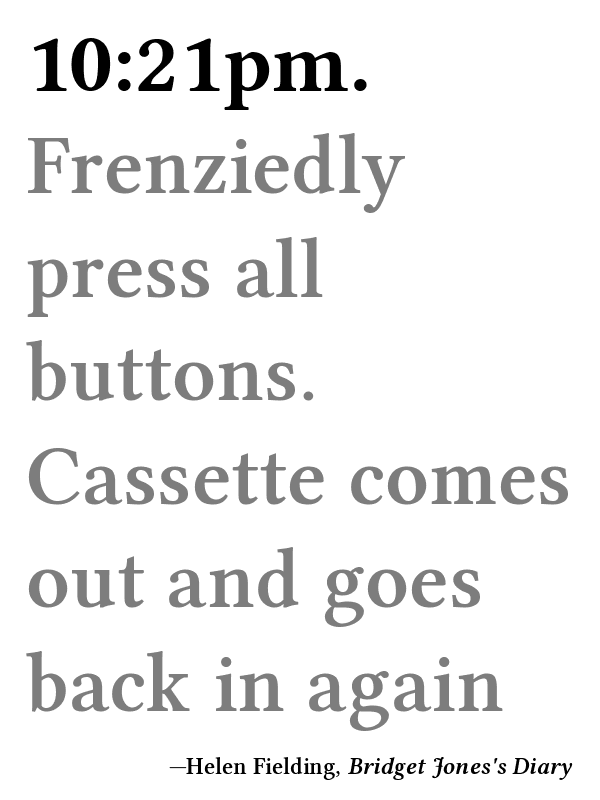 10:21pm.
Frenziedly
press all
buttons.
Cassette comes
out and goes
back in again
—Helen Fielding, Bridget Jones's Diary